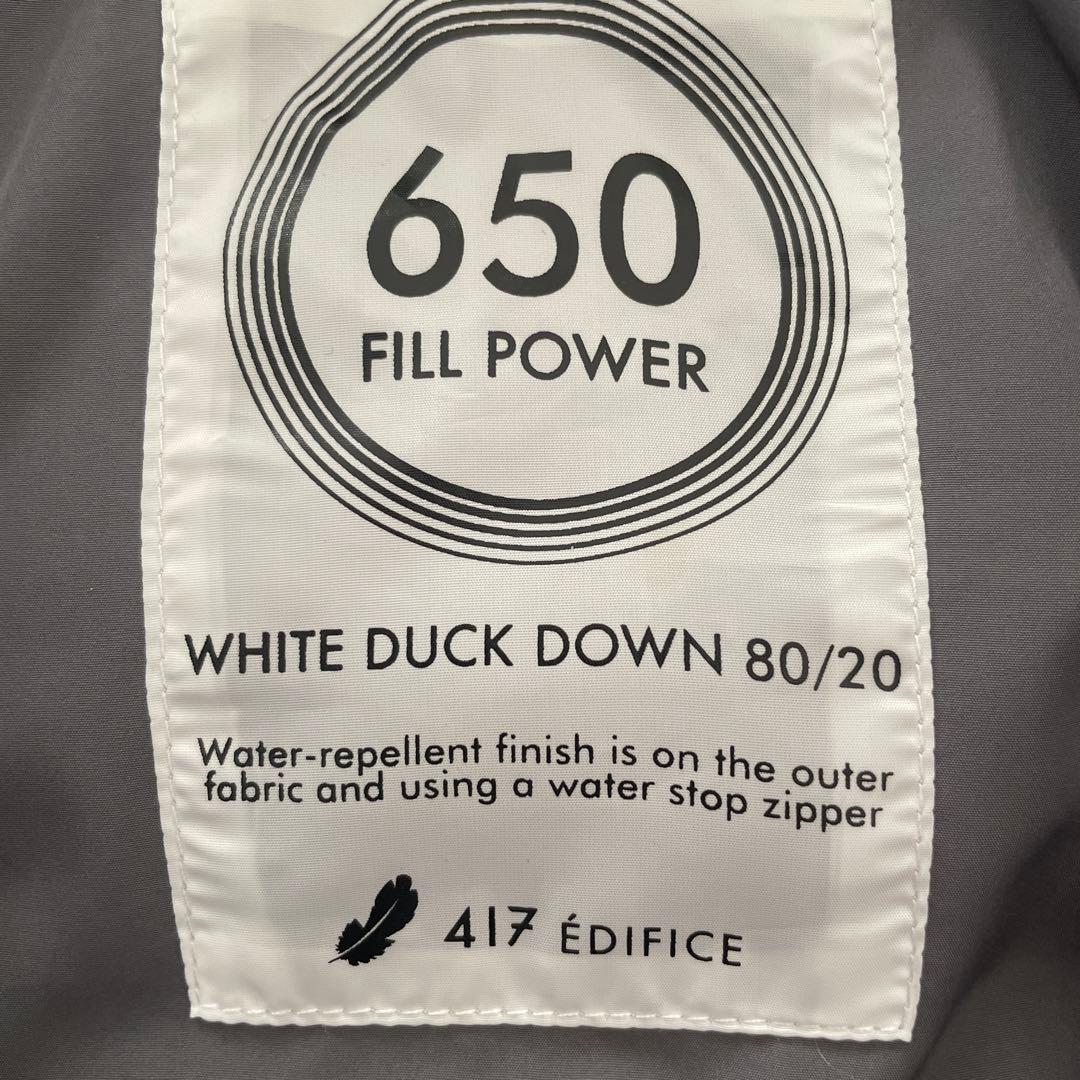 650
FILL POWER
WHITE DUCK DOWN 80/20
Water-repellent finish is on the outer
fabric and using a water stop zipper
417 ÉDIFICE